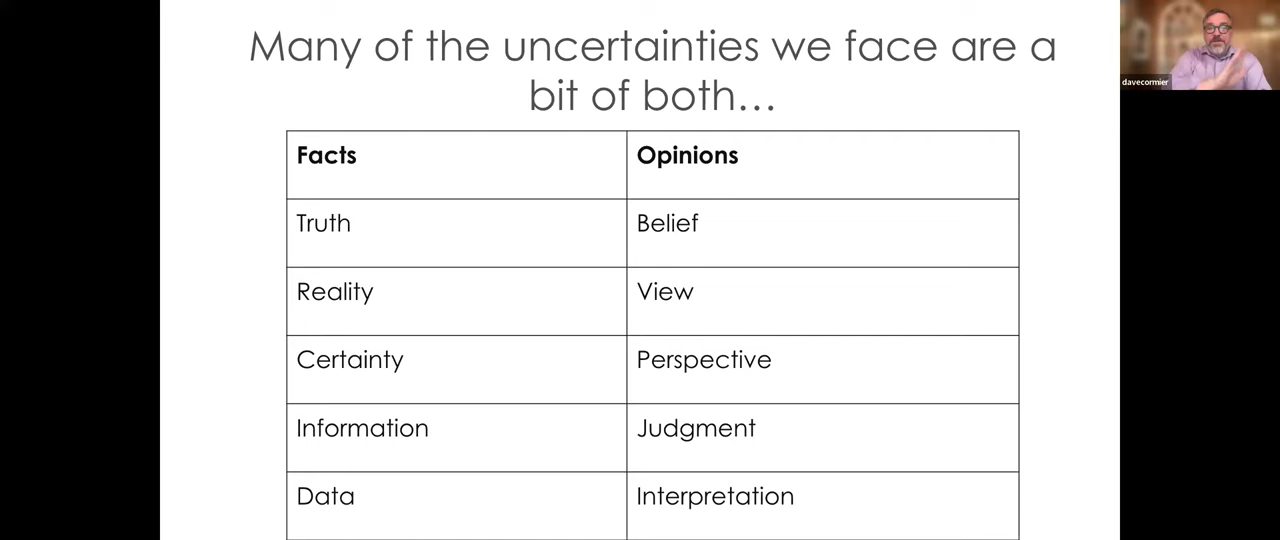 Many of the uncertainties we face are a
bit of both...
davecormier
Facts Opinions
Truth Belief
Reality View
Certainty Perspective
Information Judgment
Data Interpretation